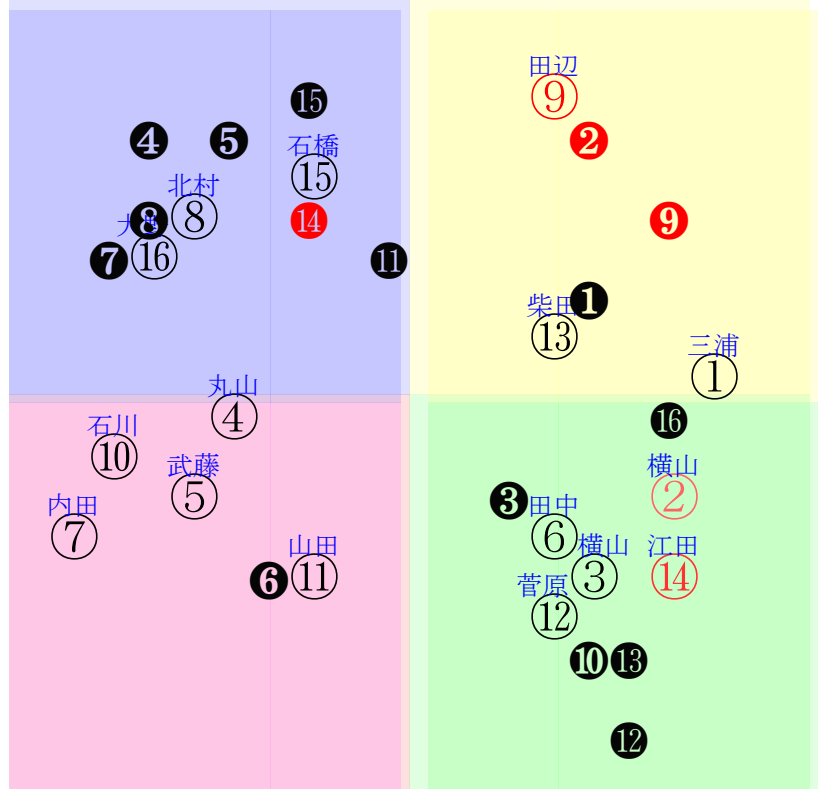 田辺
⑨
⓯
❹ ❺ ❷
石橋
⑮
北村
⑧
❽ ⓮ ❾
⑯
❼ ⓫
❶
柴田
⑬
三浦
①
丸山
④
⓰
石川
⑩
武藤 横山
⑤ ②
❸
内田 田中
⑦ ⑥
山田 横山 江田
❻ ⑪ ③ ⑭
菅原
⑫
❿ ⓭
⓬